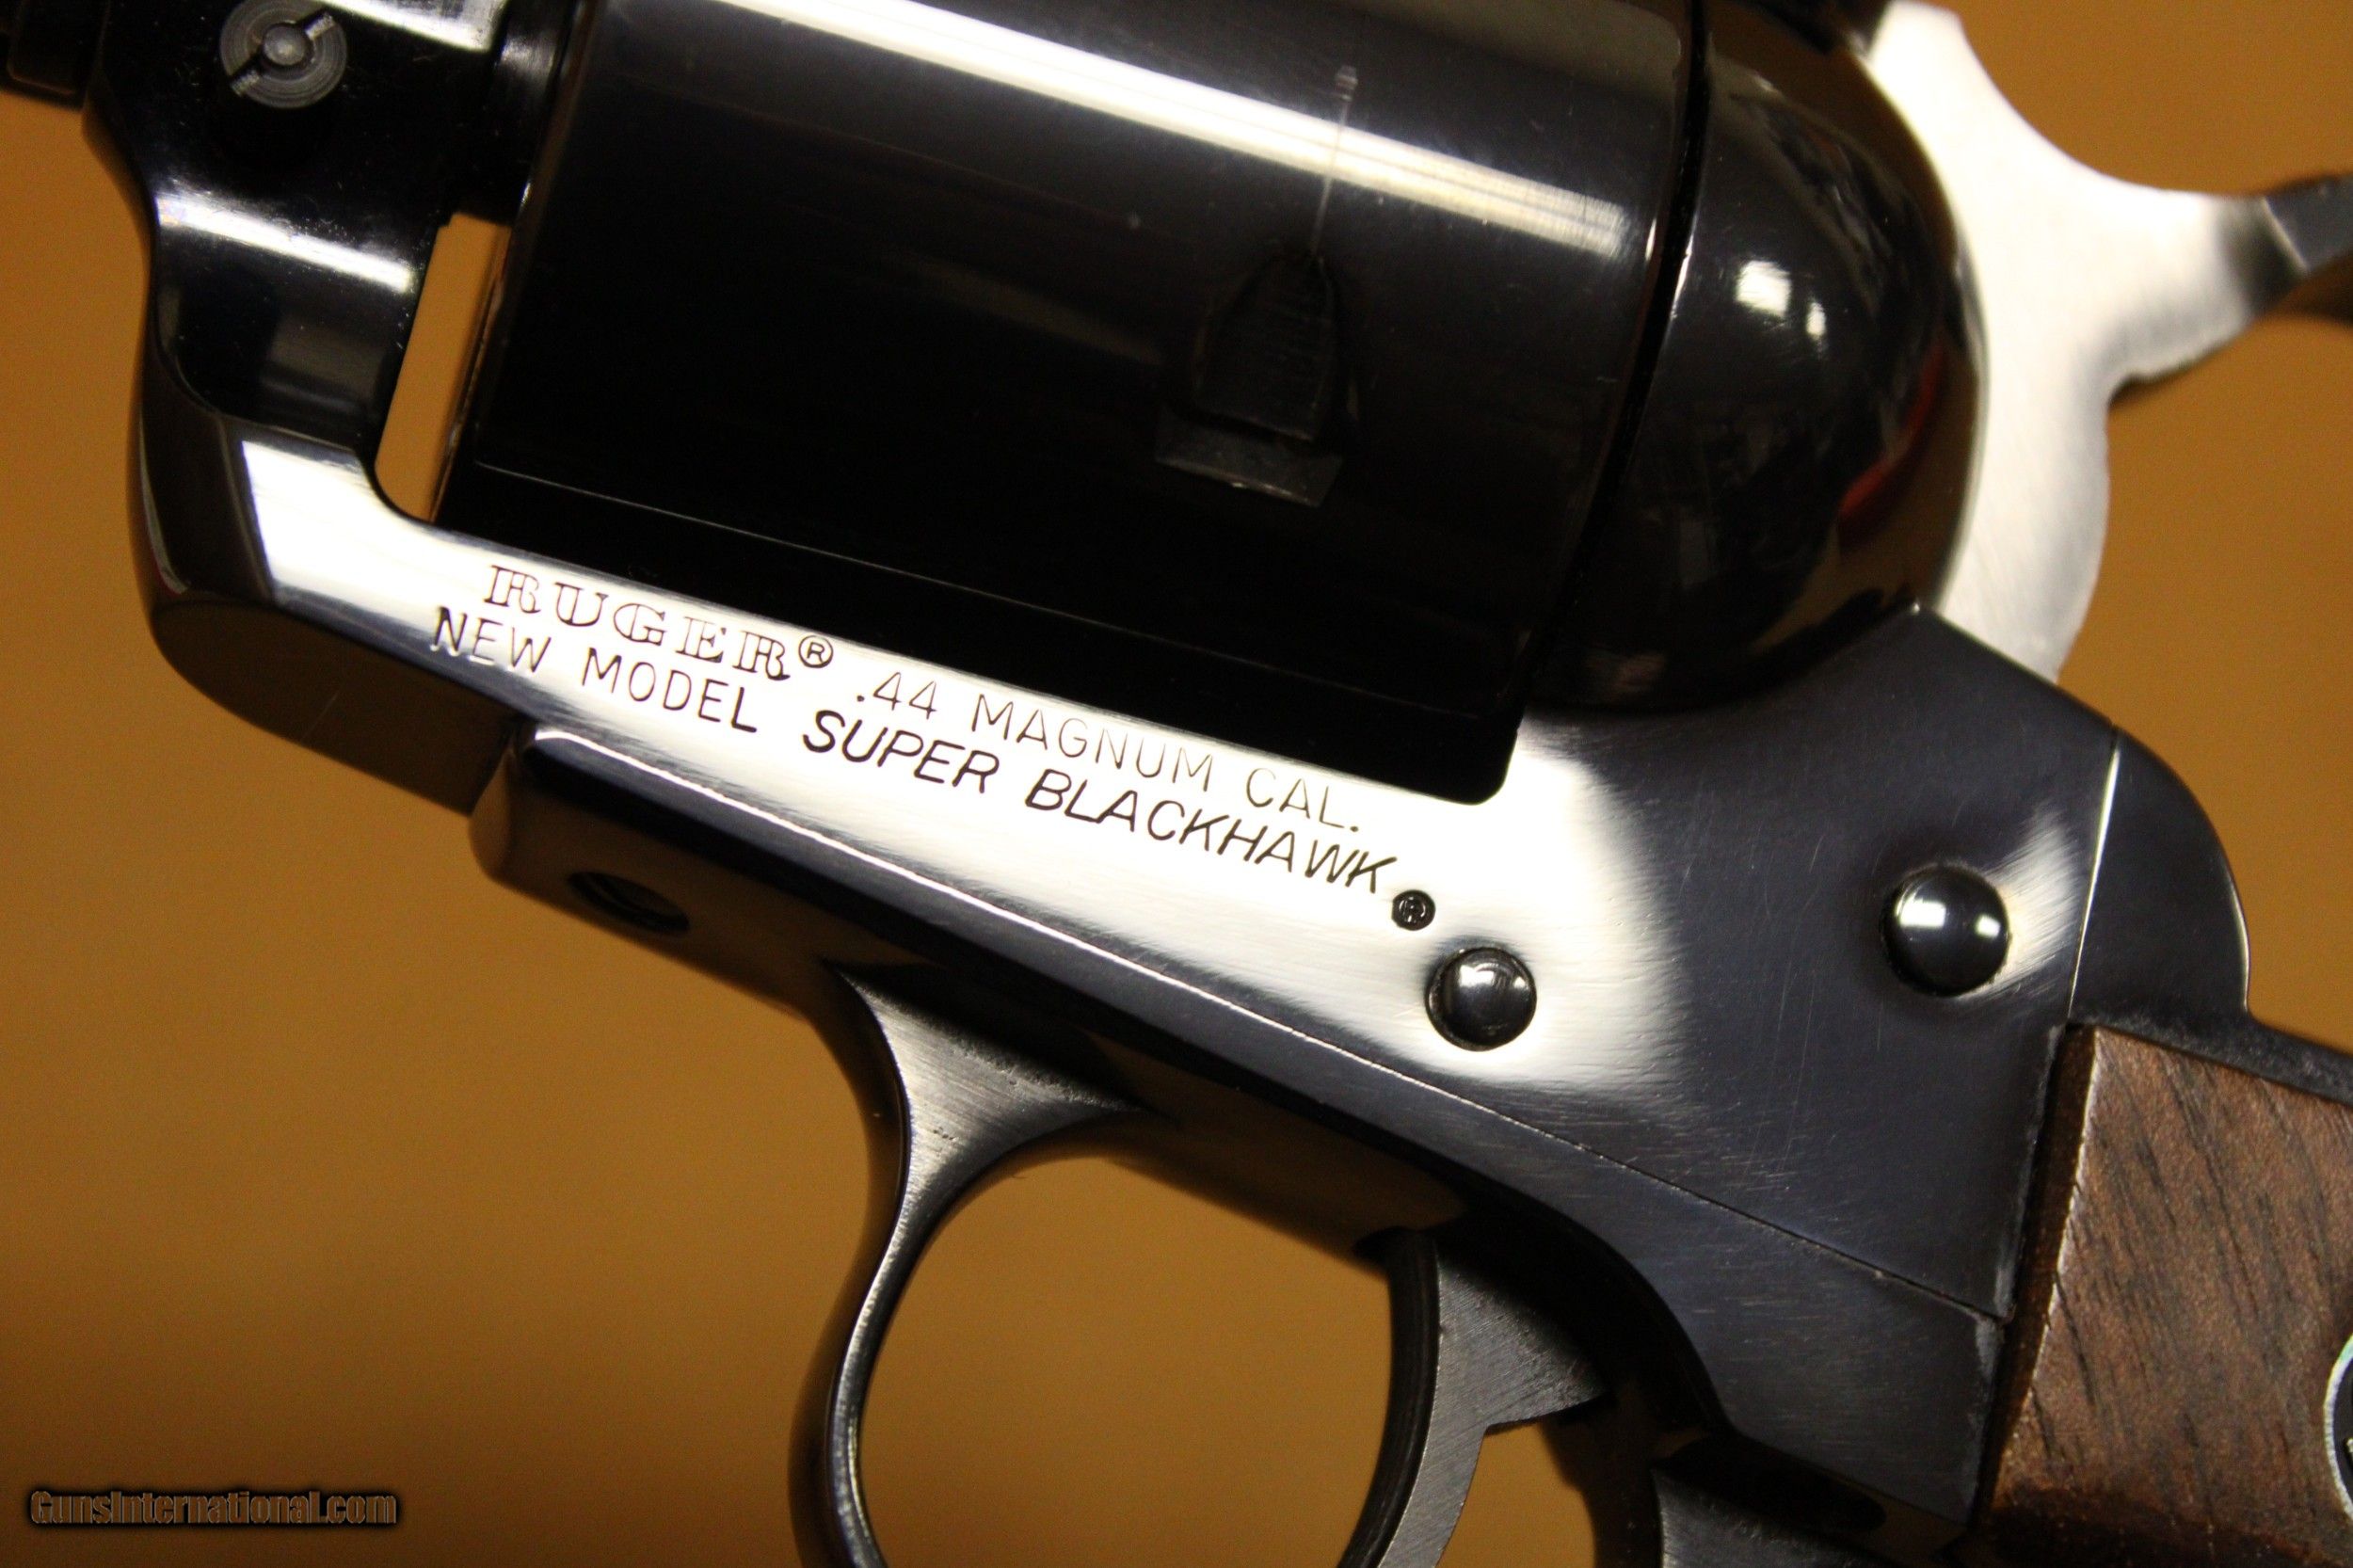 RUGER® .44 MAGNUM CAL.
NEW MODEL SUPER BLACKHAWK ®
GunsInternational.com